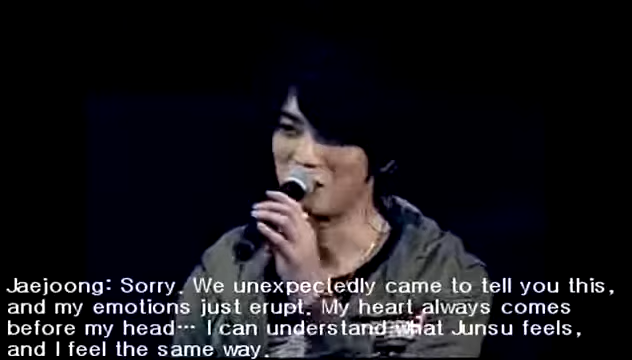 Jaejoong: Sorry. We unexpectedly came to tell you this,
and my emotions just erupt. My heart always comes
before my head… I can understand what Junsu feels,
and I feel the same way.